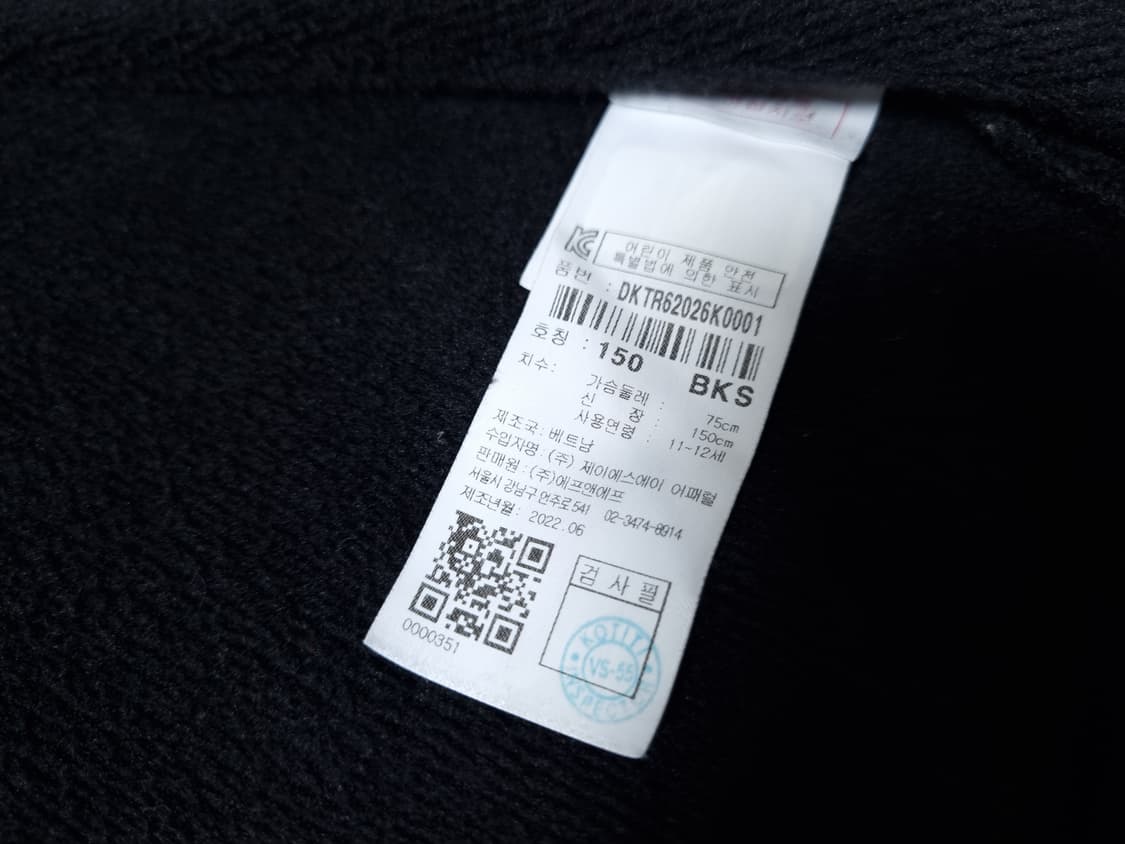 KC
어린이 제품 안전
특별법에 의한 표시
품번 : DKTR62026K0001
호칭 : 150 BKS
치수: 가슴둘레 : 75cm
신 장 : 150cm
사용연령 : 11-12세
제조국: 베트남
수입자명: (주) 제이에스에이 어패럴
판매원: (주)에프앤에프
서울시 강남구 언주로 541 02-3474-8914
제조년월: 2022.06
0000351
검 사 필
KOTITI
VS-55